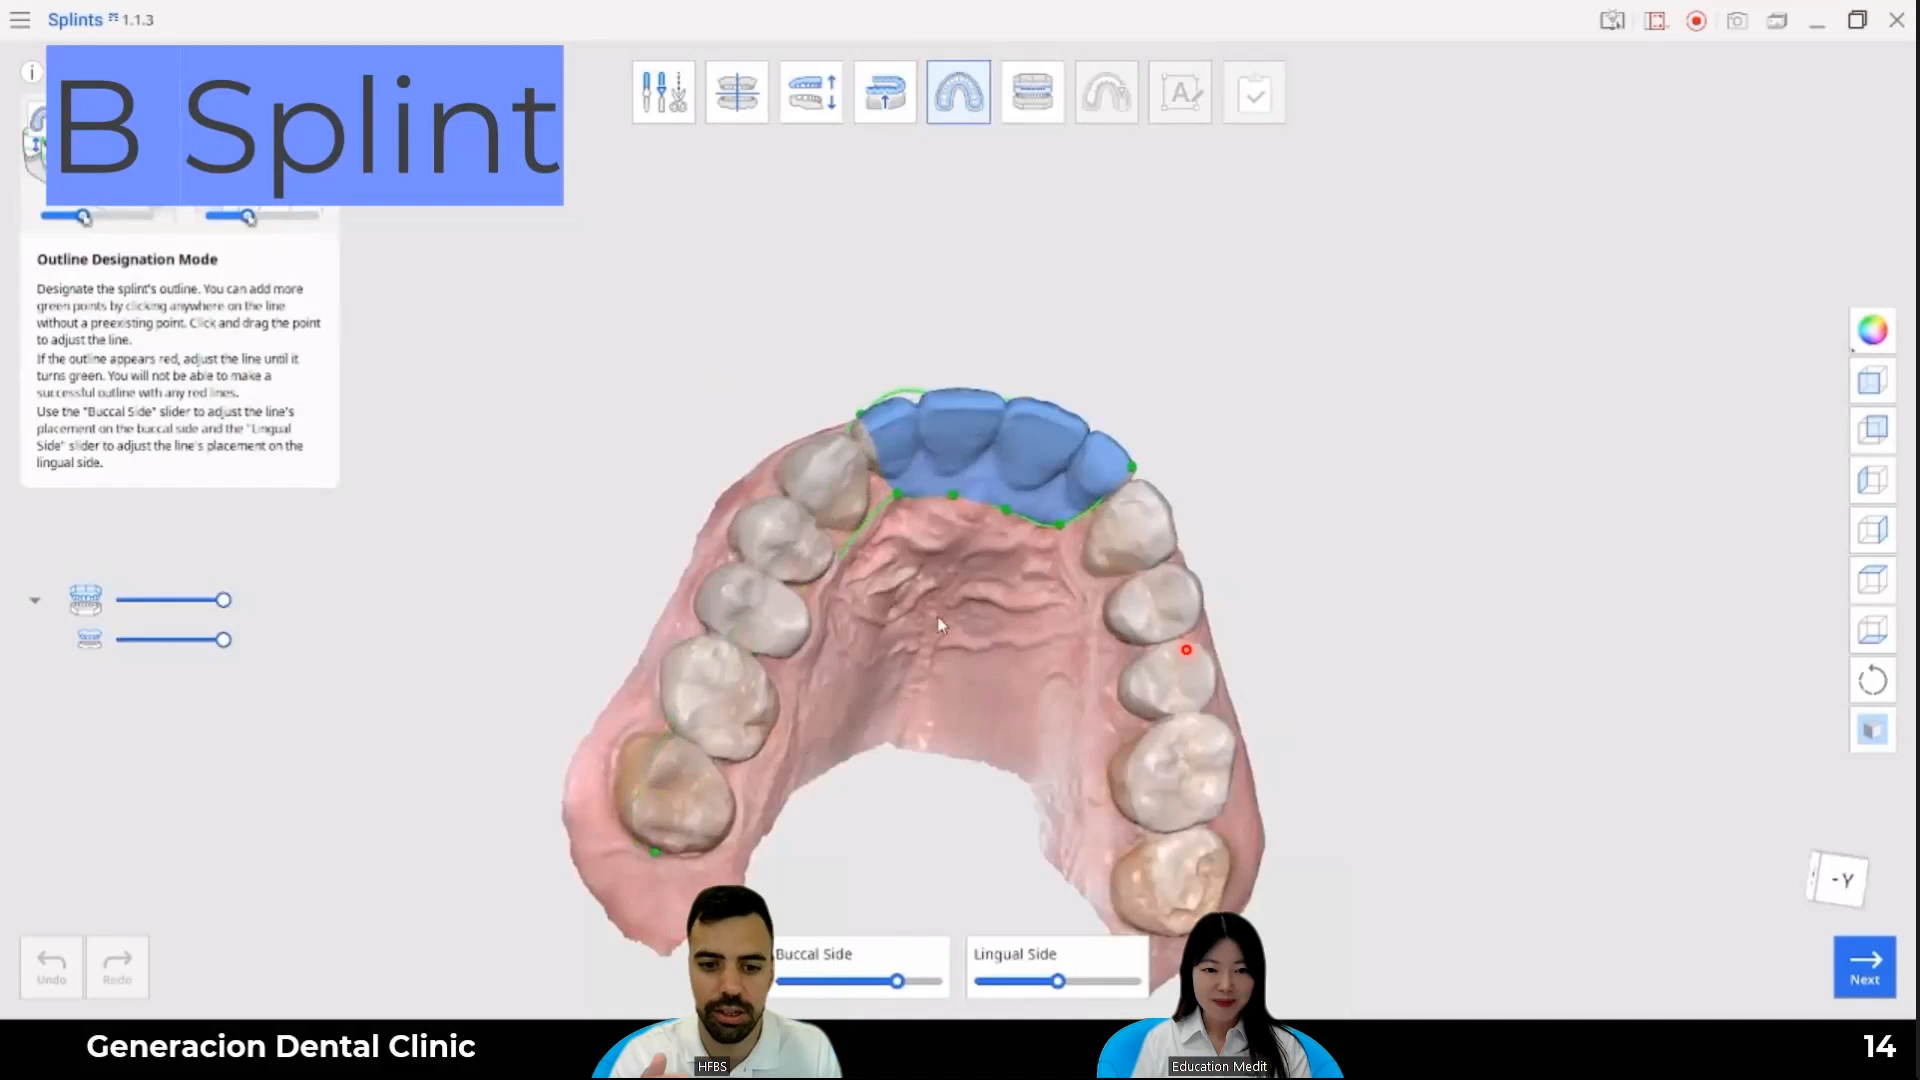 Splints 1.1.3
B Splint
Outline Designation Mode
Designate the splint's outline. You can add more
green points by clicking anywhere on the line
without a preexisting point. Click and drag the point
to adjust the line.
If the outline appears red, adjust the line until it
turns green. You will not be able to make a
successful outline with any red lines.
Use the "Buccal Side" slider to adjust the line's
placement on the buccal side and the "Lingual
Side" slider to adjust the line's placement on the
lingual side.
-Y
Undo
Redo
Buccal Side
Lingual Side
Next
Generacion Dental Clinic
14
HFBS
Education Medit